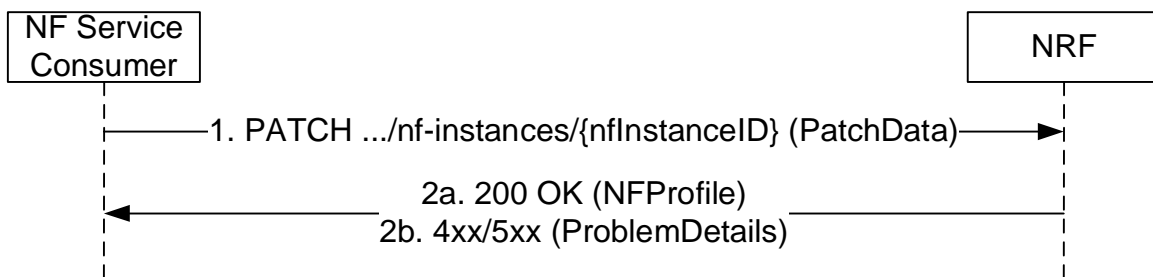 NF Service
Consumer
NRF
1. PATCH .../nf-instances/{nfInstanceID} (PatchData)
2a. 200 OK (NFProfile)
2b. 4xx/5xx (ProblemDetails)